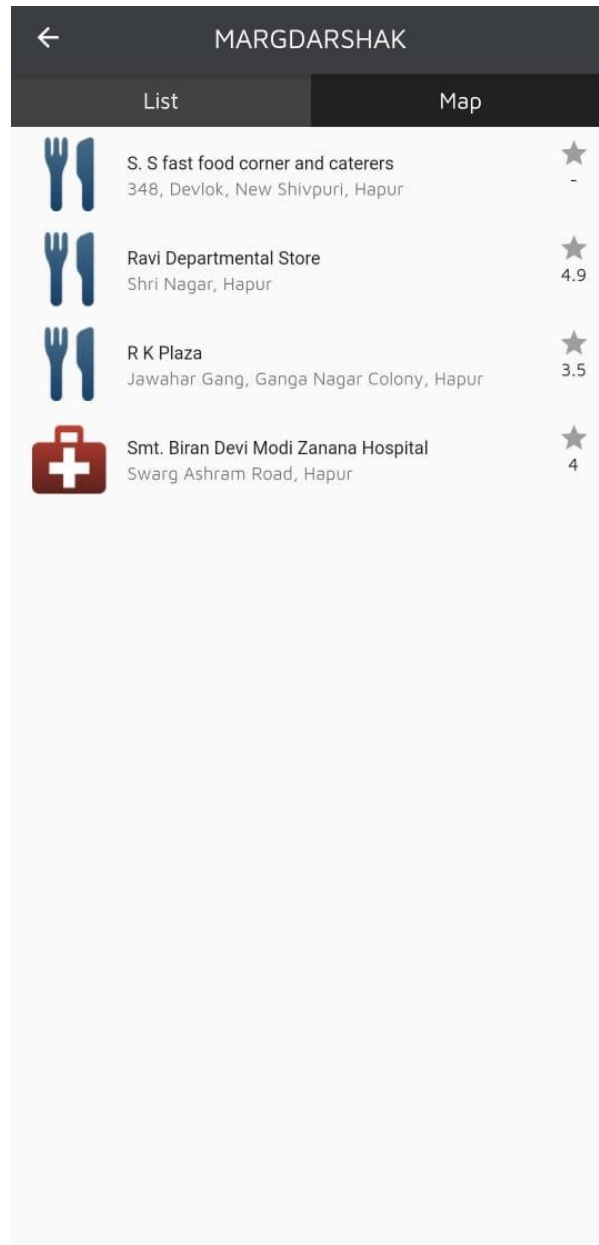 MARGDARSHAK
List Map
S. S fast food corner and caterers
348, Devlok, New Shivpuri, Hapur
-
Ravi Departmental Store
Shri Nagar, Hapur
4.9
R K Plaza
Jawahar Gang, Ganga Nagar Colony, Hapur
3.5
Smt. Biran Devi Modi Zanana Hospital
Swarg Ashram Road, Hapur
4